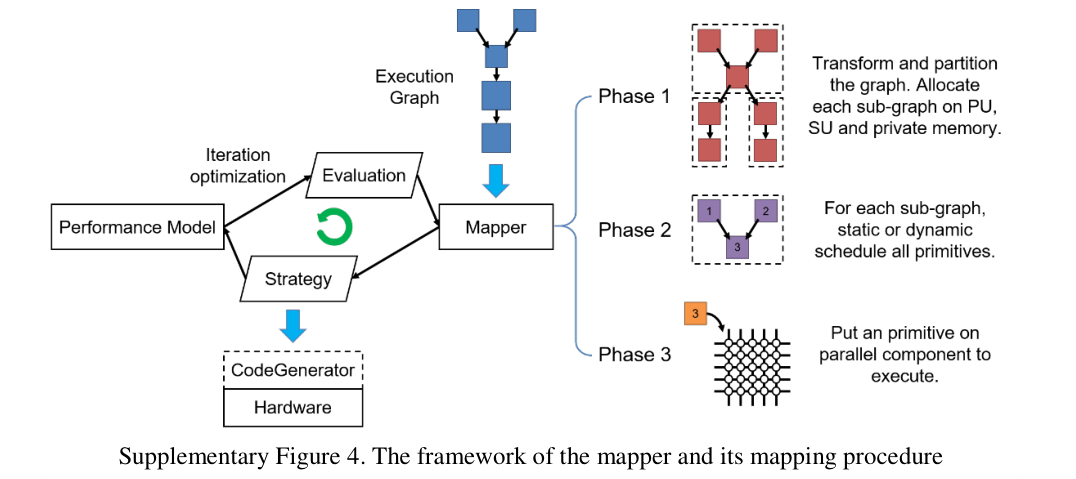 Execution
Graph
Iteration
optimization
Evaluation
Performance Model
Mapper
Strategy
CodeGenerator
Hardware
Phase 1
Transform and partition
the graph. Allocate
each sub-graph on PU,
SU and private memory.
Phase 2
1
2
3
For each sub-graph,
static or dynamic
schedule all primitives.
Phase 3
3
Put an primitive on
parallel component to
execute.
Supplementary Figure 4. The framework of the mapper and its mapping procedure